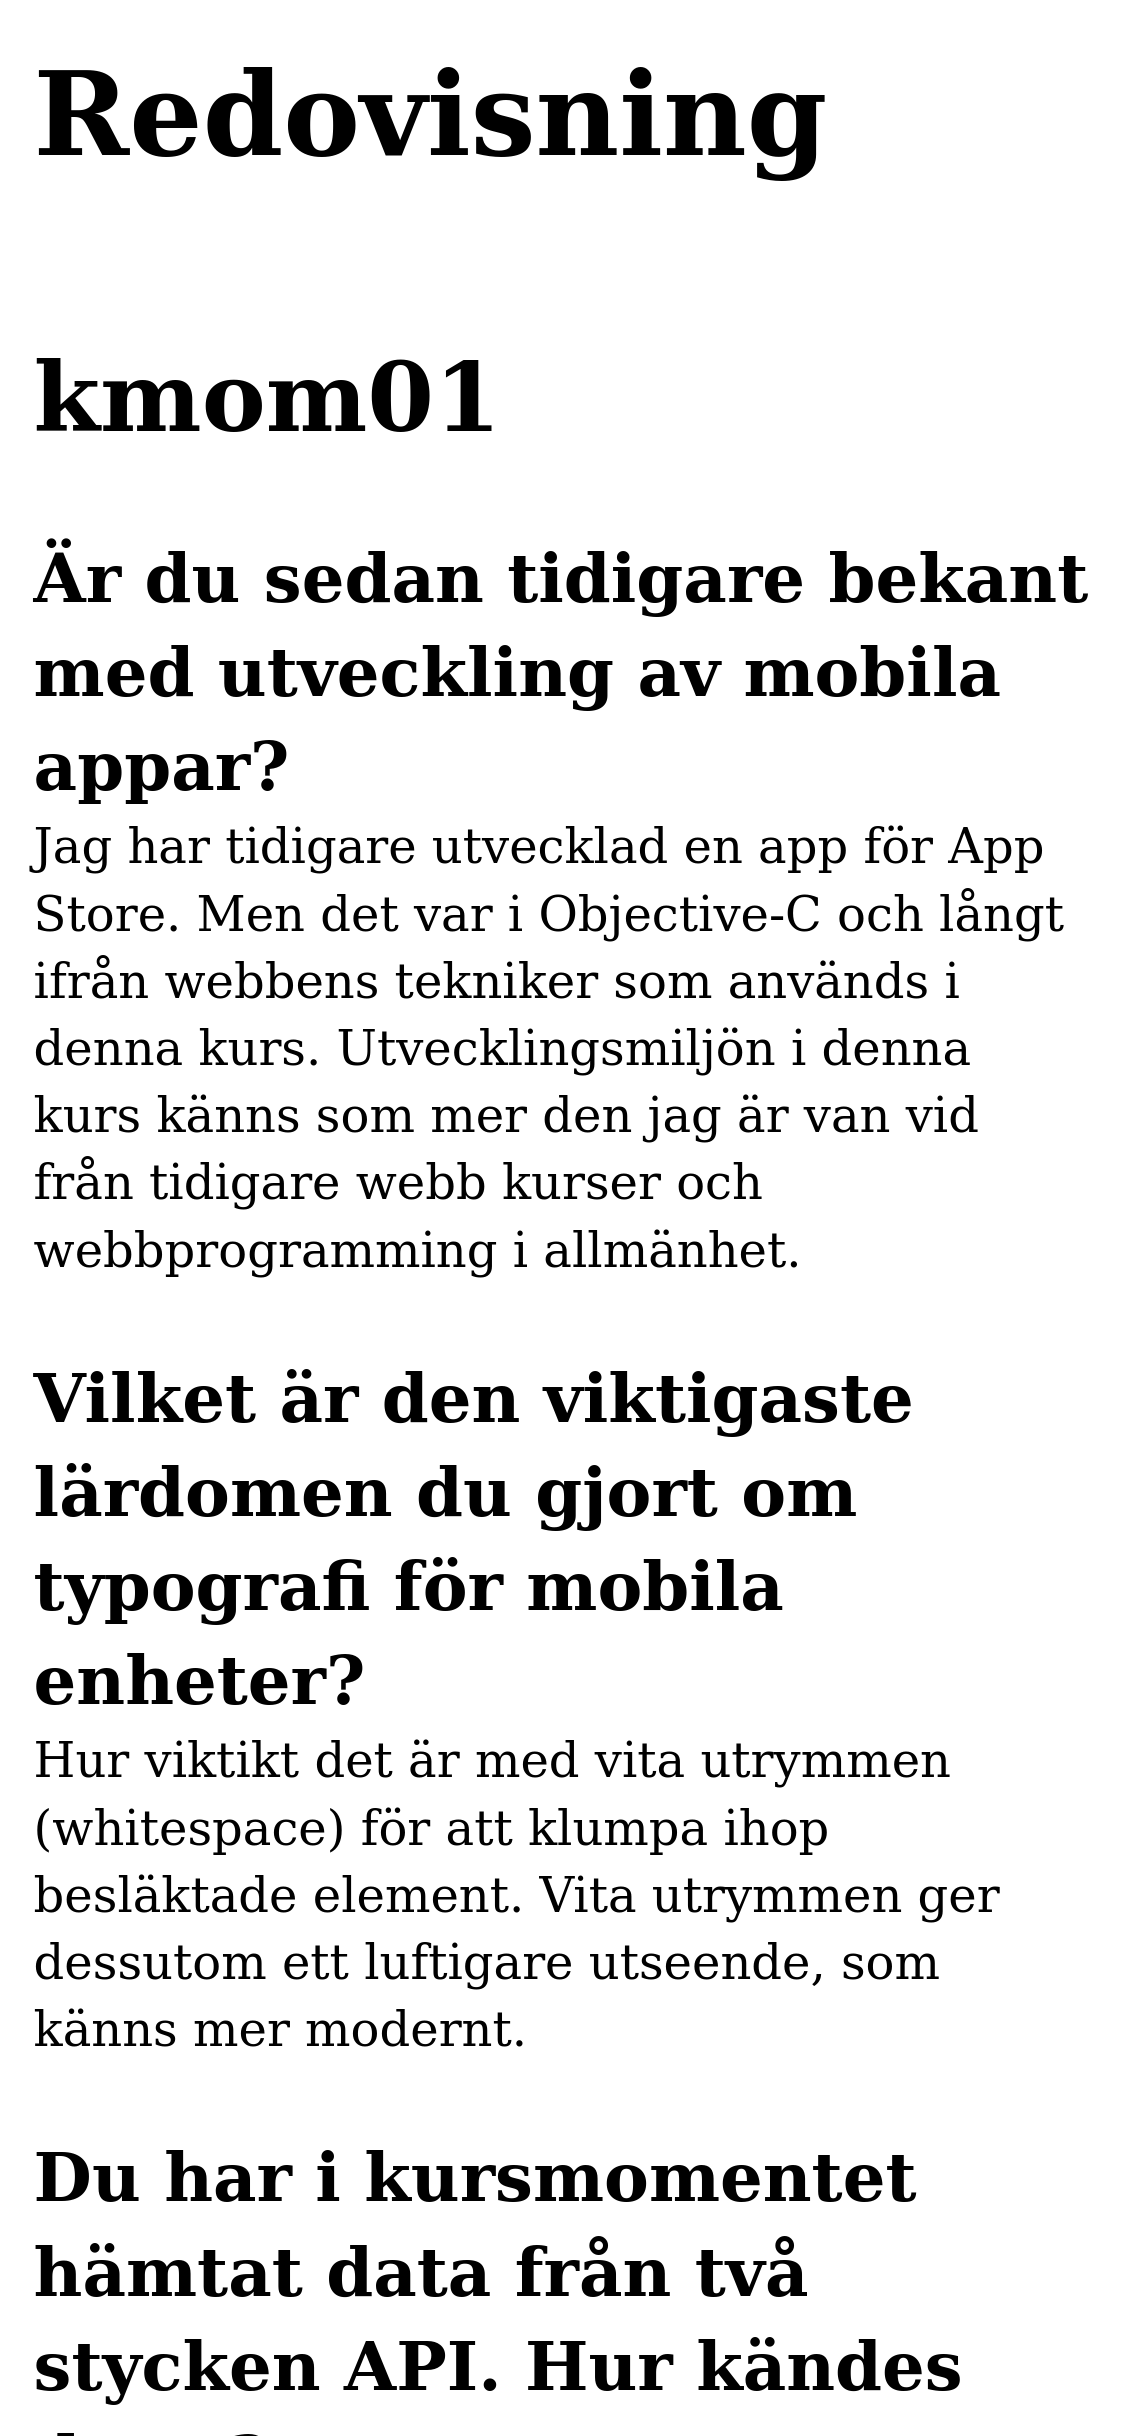 Redovisning
kmom01
Är du sedan tidigare bekant
med utveckling av mobila
appar?
Jag har tidigare utvecklad en app för App
Store. Men det var i Objective-C och långt
ifrån webbens tekniker som används i
denna kurs. Utvecklingsmiljön i denna
kurs känns som mer den jag är van vid
från tidigare webb kurser och
webbprogramming i allmänhet.
Vilket är den viktigaste
lärdomen du gjort om
typografi för mobila
enheter?
Hur viktikt det är med vita utrymmen
(whitespace) för att klumpa ihop
besläktade element. Vita utrymmen ger
dessutom ett luftigare utseende, som
känns mer modernt.
Du har i kursmomentet
hämtat data från två
stycken API. Hur kändes